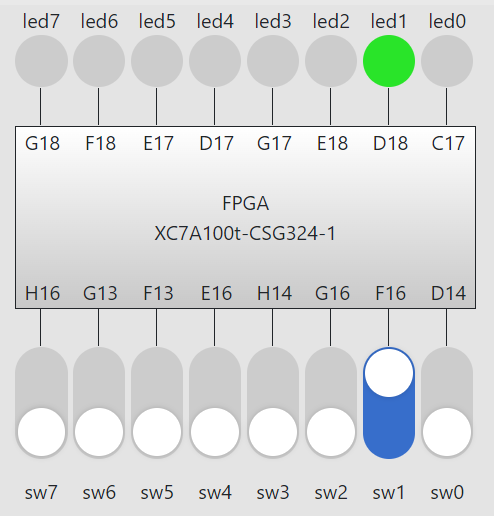 led7 led6 led5 led4 led3 led2 led1 led0
G18 F18 E17 D17 G17 E18 D18 C17
FPGA
XC7A100t-CSG324-1
H16 G13 F13 E16 H14 G16 F16 D14
sw7 sw6 sw5 sw4 sw3 sw2 sw1 sw0